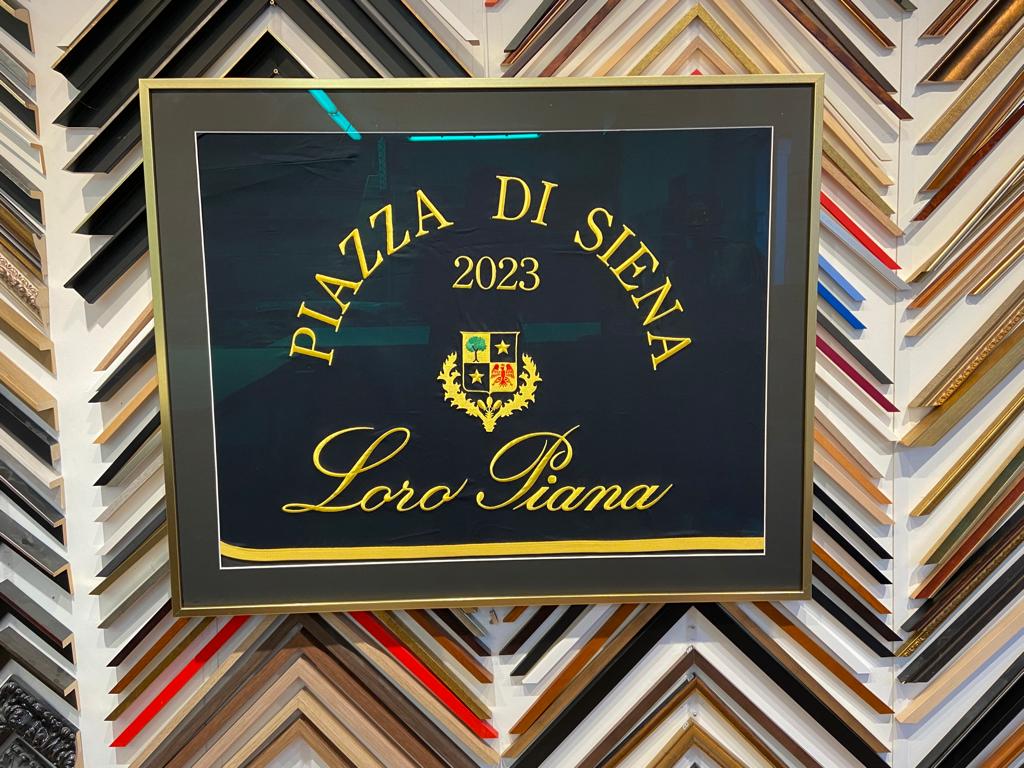 PIAZZA DI SIENA
2023
Loro Piana